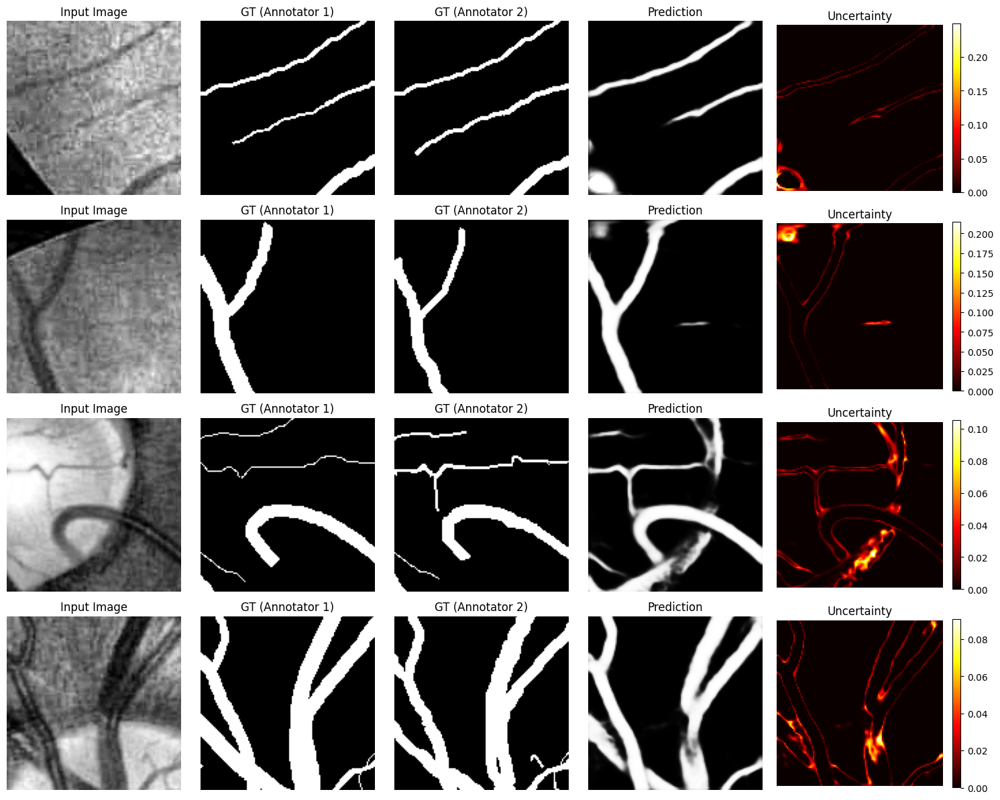 Input Image
GT (Annotator 1)
GT (Annotator 2)
Prediction
Uncertainty
0.20
0.15
0.10
0.05
0.00
Input Image
GT (Annotator 1)
GT (Annotator 2)
Prediction
Uncertainty
0.200
0.175
0.150
0.125
0.100
0.075
0.050
0.025
0.000
Input Image
GT (Annotator 1)
GT (Annotator 2)
Prediction
Uncertainty
0.10
0.08
0.06
0.04
0.02
0.00
Input Image
GT (Annotator 1)
GT (Annotator 2)
Prediction
Uncertainty
0.08
0.06
0.04
0.02
0.00